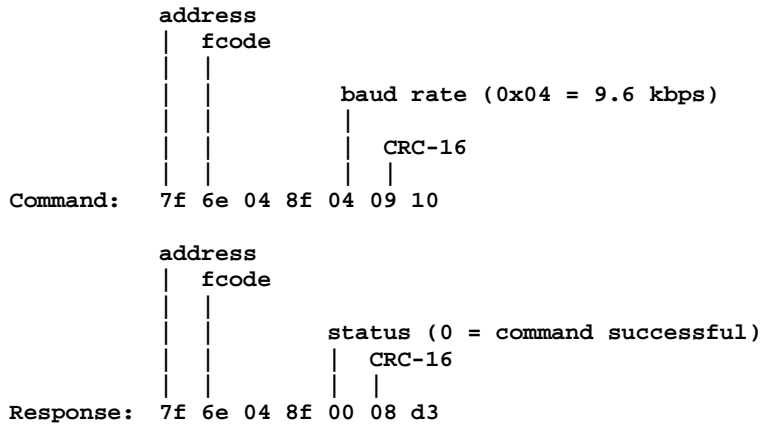 address
| fcode
| |
| | baud rate (0x04 = 9.6 kbps)
| | |
| | | CRC-16
| | | |
Command: 7f 6e 04 8f 04 09 10
address
| fcode
| |
| | status (0 = command successful)
| | | CRC-16
| | | |
Response: 7f 6e 04 8f 00 08 d3